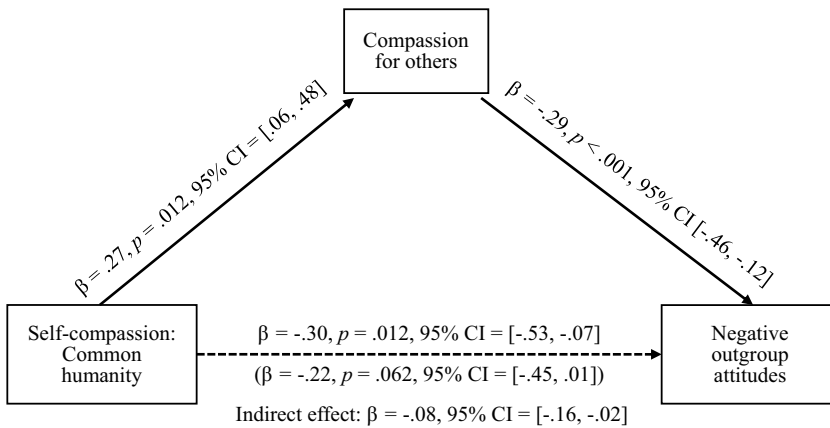 Compassion
for others
β = .27, p = .012, 95% CI = [.06, .48]
β = -.29, p < .001, 95% CI [-.46, -.12]
Self-compassion:
Common
humanity
β = -.30, p = .012, 95% CI = [-.53, -.07]
(β = -.22, p = .062, 95% CI = [-.45, .01])
Indirect effect: β = -.08, 95% CI = [-.16, -.02]
Negative
outgroup
attitudes